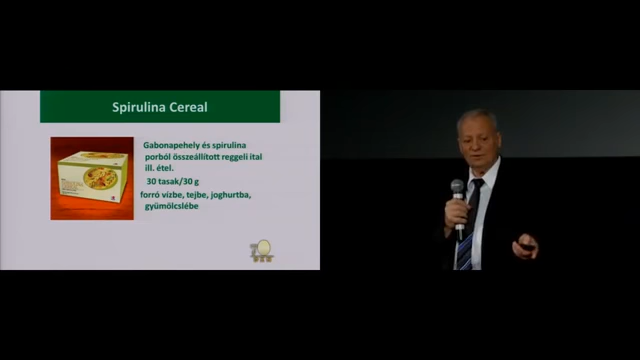 Spirulina Cereal
Gabonapehely és spirulina
porból összeállított reggeli ital
ill. étel.
30 tasak/30 g
forró vízbe, tejbe, joghurtba,
gyümölcslébe